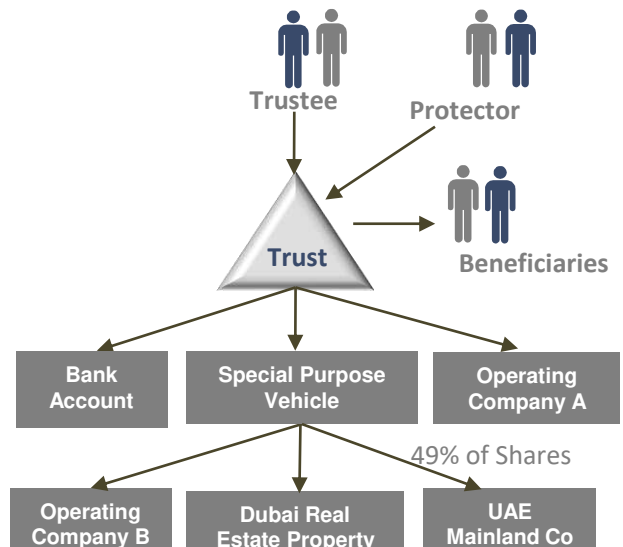 Trustee
Protector
Trust
Beneficiaries
Bank
Account
Special Purpose
Vehicle
Operating
Company A
49% of Shares
Operating
Company B
Dubai Real
Estate Property
UAE
Mainland Co